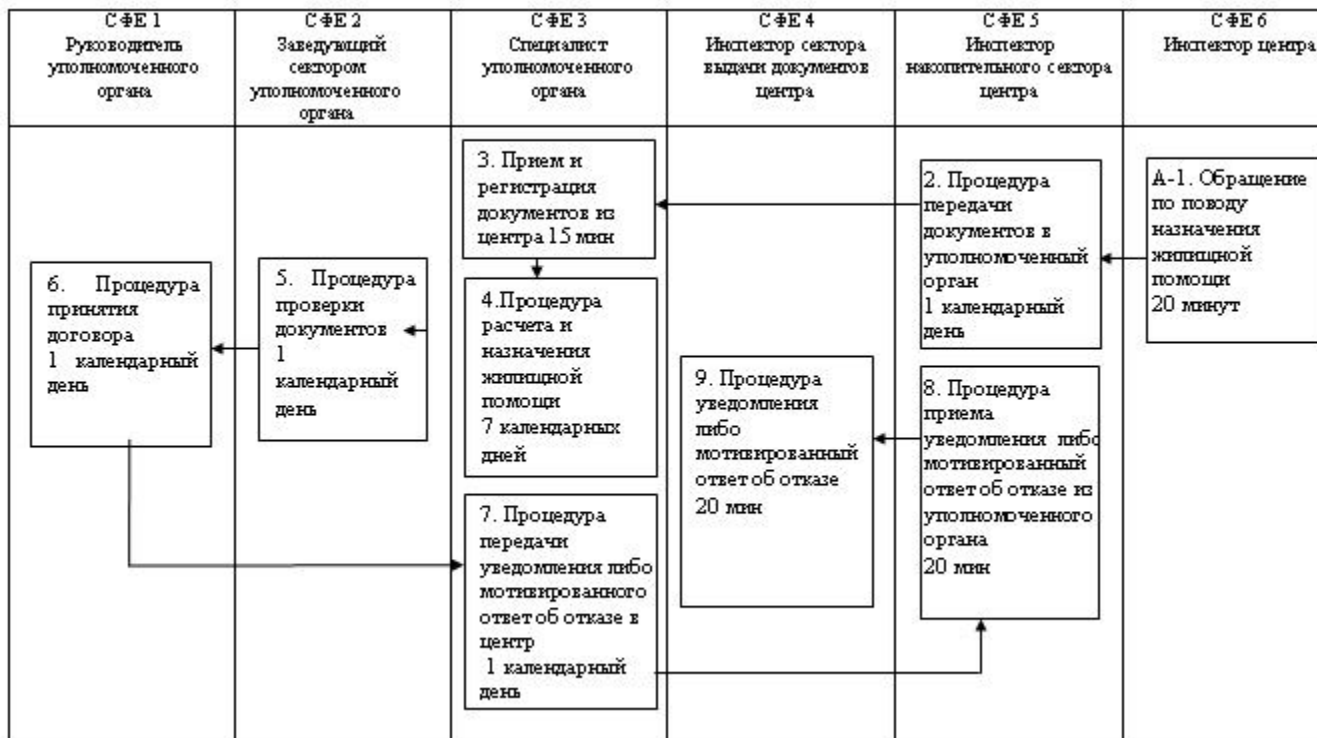 СФЕ 1
Руководитель
уполномоченного
органа
СФЕ 2
Заведующий
сектором
уполномоченного
органа
СФЕ 3
Специалист
уполномоченного
органа
СФЕ 4
Инспектор сектора
выдачи документов
центра
СФЕ 5
Инспектор
накопительного сектора
центра
СФЕ 6
Инспектор центра
6. Процедура
принятия
договора
1 календарный
день
5. Процедура
проверки
документов
1
календарный
день
3. Прием и
регистрация
документов из
центра 15 мин
4.Процедура
расчета и
назначения
жилищной
помощи
7 календарных
дней
7. Процедура
передачи
уведомления либо
мотивированного
ответ об отказе в
центр
1 календарный
день
9. Процедура
уведомления
либо
мотивированный
ответ об отказе
20 мин
2. Процедура
передачи
документов в
уполномоченный
орган
1 календарный
день
8. Процедура
приема
уведомления либо
мотивированный
ответ об отказе из
уполномоченного
органа
20 мин
А-1. Обращение
по поводу
назначения
жилищной
помощи
20 минут